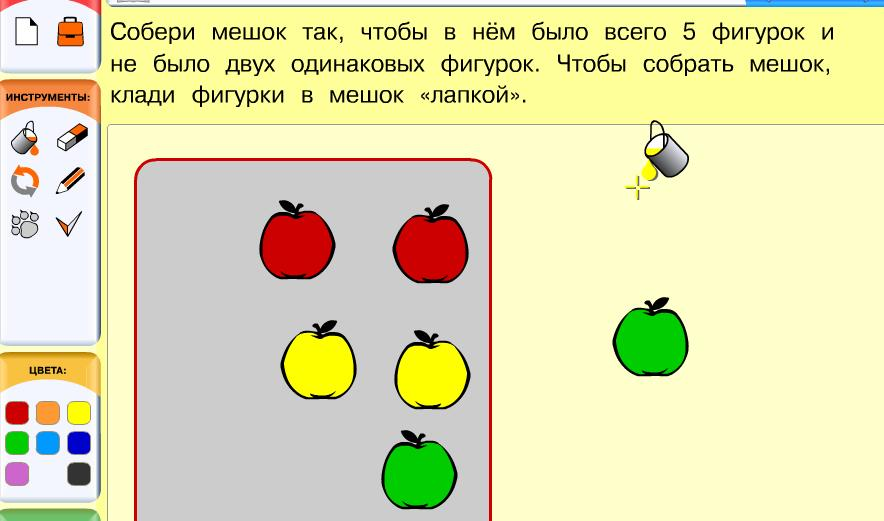 Собери мешок так, чтобы в нём было всего 5 фигурок и
не было двух одинаковых фигурок. Чтобы собрать мешок,
клади фигурки в мешок «лапкой».
ИНСТРУМЕНТЫ:
ЦВЕТА: